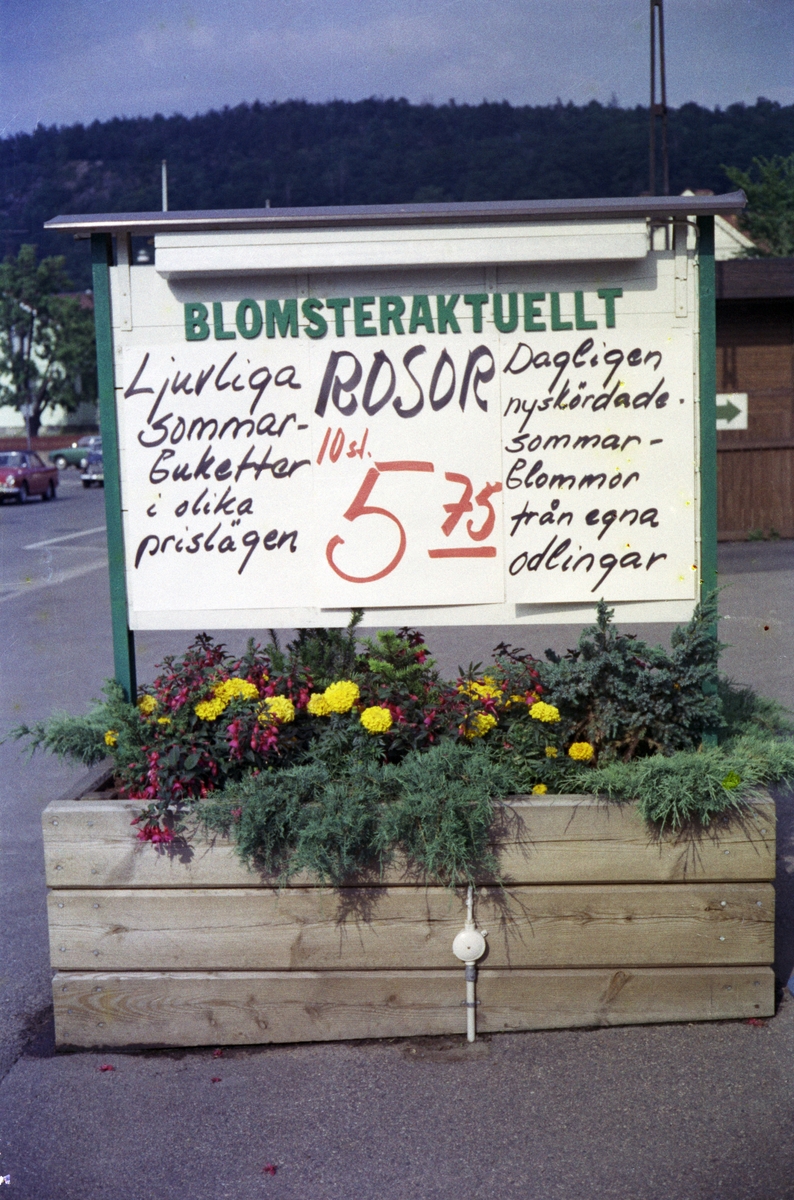 BLOMSTERAKTUELLT
Ljuvliga
sommar-
buketter
i olika
prislägen
ROSOR
10 st.
5 75
Dagligen
nyskördade
sommar-
blommor
från egna
odlingar